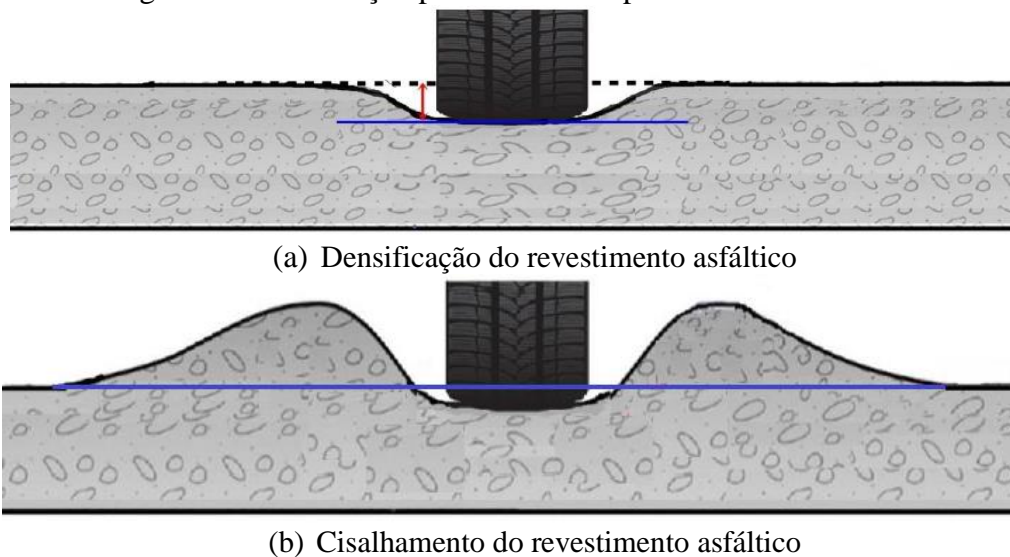 (a) Densificação do revestimento asfáltico
(b) Cisalhamento do revestimento asfáltico